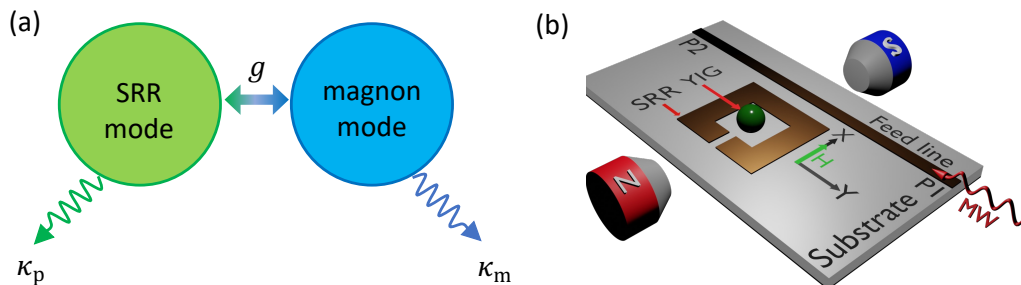 (a)
SRR
mode
g
magnon
mode
κp
κm
(b)
P2
S
SRR YIG
Feed line
X
H
Y
N
P1
Substrate
MW